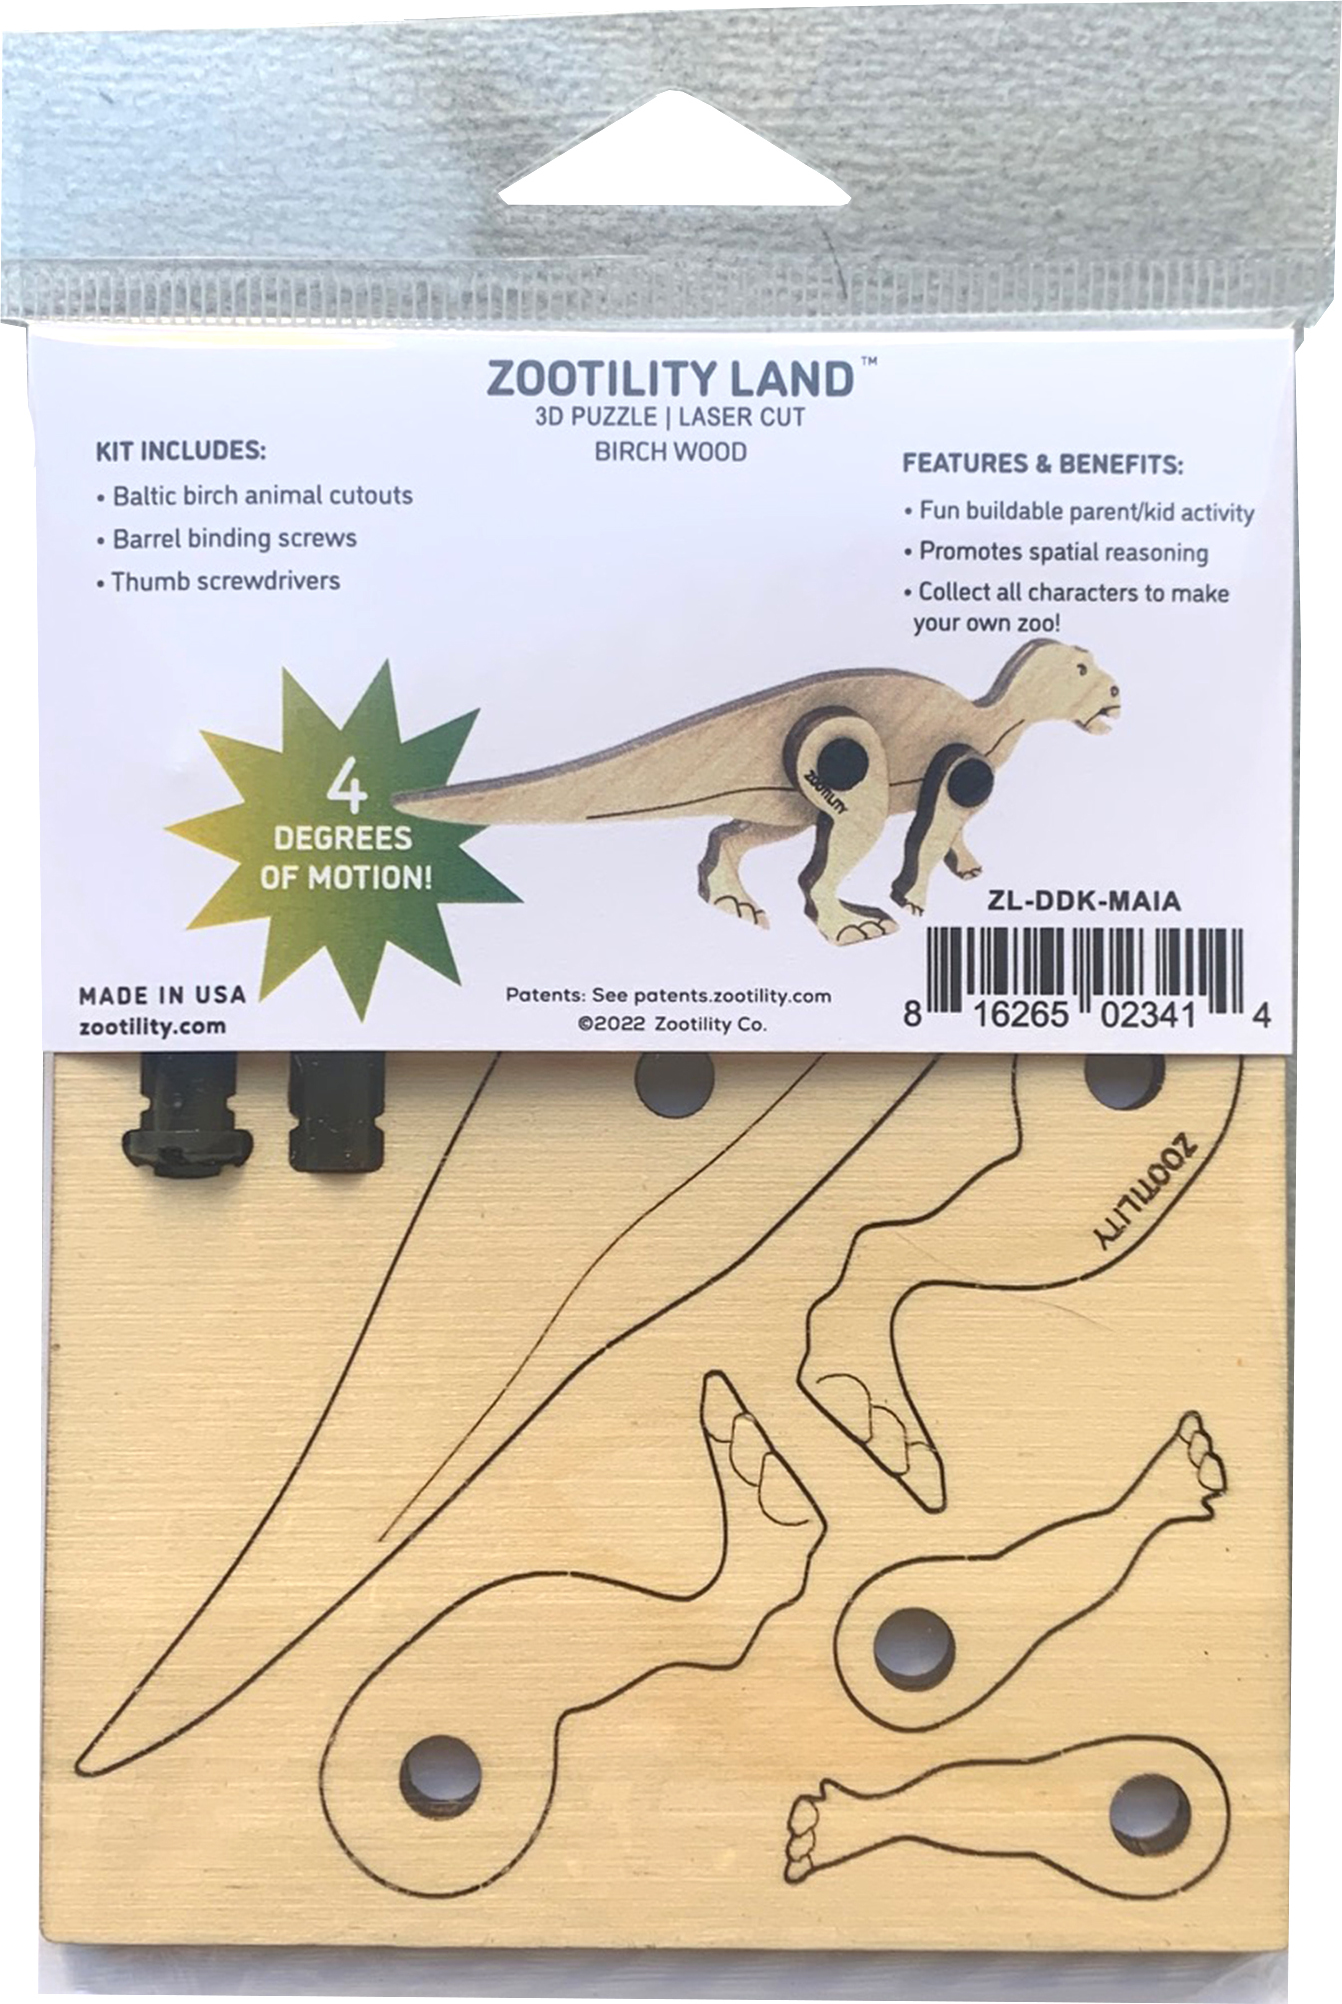 ZOOTILITY LAND™
3D PUZZLE | LASER CUT
BIRCH WOOD
KIT INCLUDES:
• Baltic birch animal cutouts
• Barrel binding screws
• Thumb screwdrivers
FEATURES & BENEFITS:
• Fun buildable parent/kid activity
• Promotes spatial reasoning
• Collect all characters to make
your own zoo!
4
DEGREES
OF MOTION!
ZOOTILITY
ZL-DDK-MAIA
8 16265 02341 4
MADE IN USA
zootility.com
Patents: See patents.zootility.com
©2022 Zootility Co.
ZOOTILITY